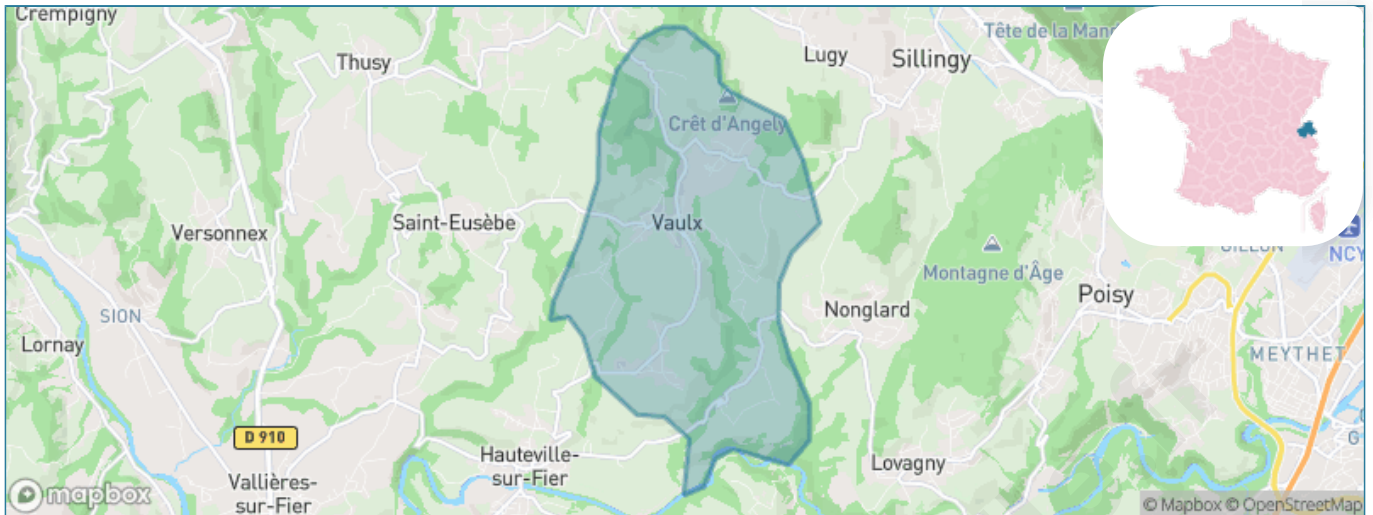 Crempigny
Thusy
Lugy
Sillingy
Tête de la
Crêt d'Angely
Versonnex
Saint-Eusèbe
Vaulx
Montagne d'Âge
NCY
SION
Poisy
Nonglard
Lornay
MEYTHET
D 910
Hauteville-
sur-Fier
Lovagny
Vallières-
sur-Fier
mapbox
© Mapbox © OpenStreetMap